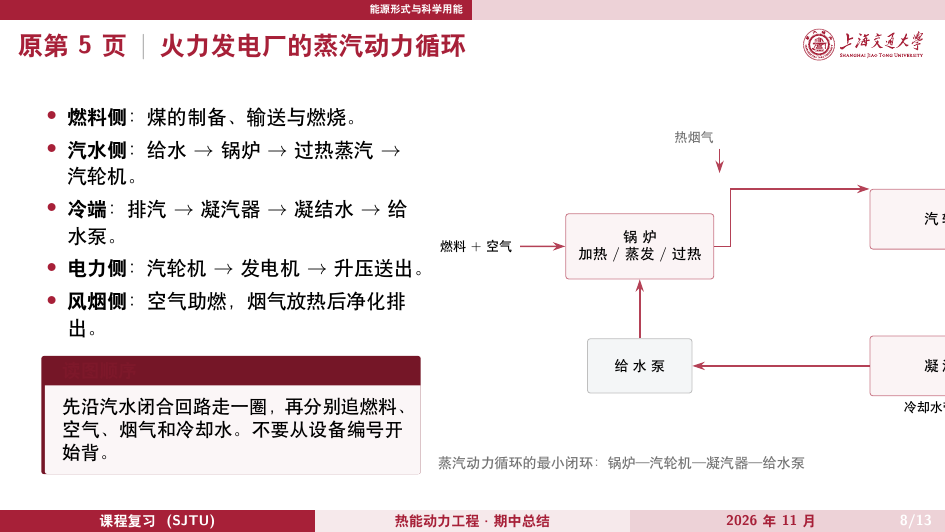 能源形式与科学用能
原第 5 页 | 火力发电厂的蒸汽动力循环
上海交通大学
SHANGHAI JIAO TONG UNIVERSITY
• 燃料侧：煤的制备、输送与燃烧。
• 汽水侧：给水 → 锅炉 → 过热蒸汽 →
汽轮机。
• 冷端：排汽 → 凝汽器 → 凝结水 → 给
水泵。
• 电力侧：汽轮机 → 发电机 → 升压送出。
• 风烟侧：空气助燃，烟气放热后净化排
出。
先沿汽水闭合回路走一圈，再分别追燃料、
空气、烟气和冷却水。不要从设备编号开
始背。
热烟气
燃料 + 空气
锅 炉
加热 / 蒸发 / 过热
汽
给 水 泵
凝
冷却水
蒸汽动力循环的最小闭环：锅炉—汽轮机—凝汽器—给水泵
课程复习 (SJTU)
热能动力工程 · 期中总结
2026 年 11 月
8/13